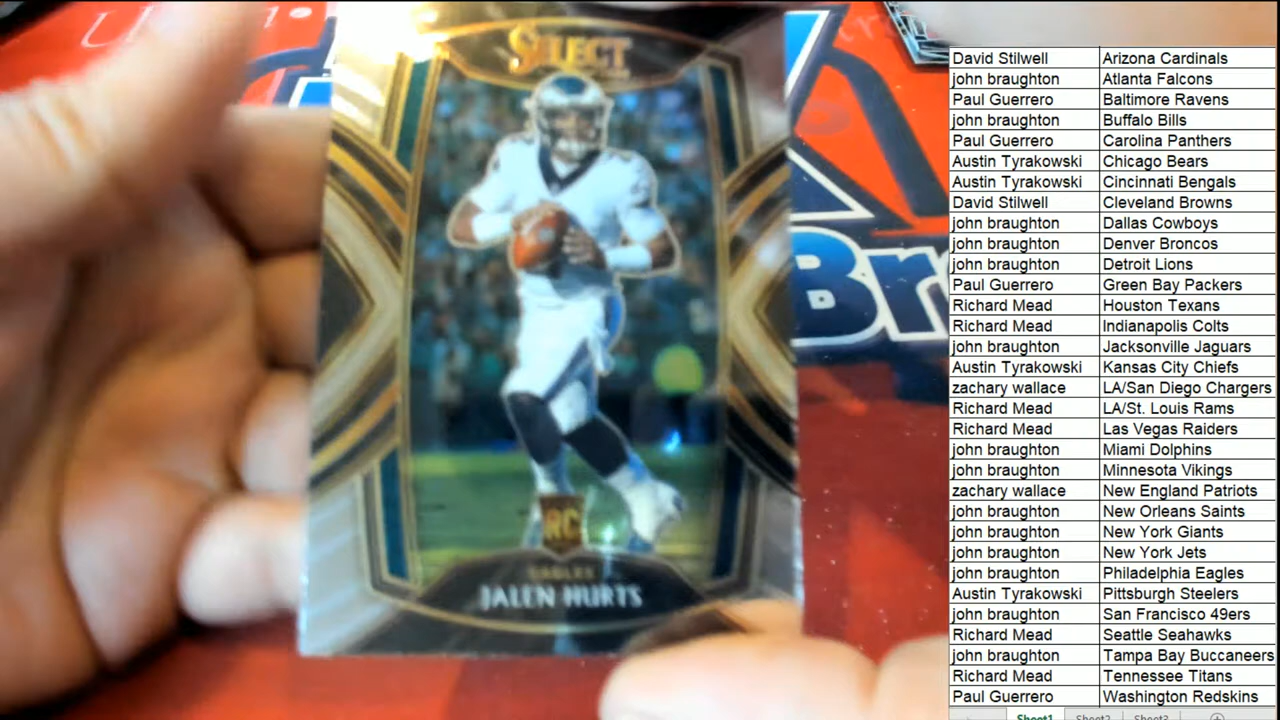 SELECT
RC
EAGLES
JALEN HURTS
Br
David Stilwell Arizona Cardinals
john braughton Atlanta Falcons
Paul Guerrero Baltimore Ravens
john braughton Buffalo Bills
Paul Guerrero Carolina Panthers
Austin Tyrakowski Chicago Bears
Austin Tyrakowski Cincinnati Bengals
David Stilwell Cleveland Browns
john braughton Dallas Cowboys
john braughton Denver Broncos
john braughton Detroit Lions
Paul Guerrero Green Bay Packers
Richard Mead Houston Texans
Richard Mead Indianapolis Colts
john braughton Jacksonville Jaguars
Austin Tyrakowski Kansas City Chiefs
zachary wallace LA/San Diego Chargers
Richard Mead LA/St. Louis Rams
Richard Mead Las Vegas Raiders
john braughton Miami Dolphins
john braughton Minnesota Vikings
zachary wallace New England Patriots
john braughton New Orleans Saints
john braughton New York Giants
john braughton New York Jets
john braughton Philadelphia Eagles
Austin Tyrakowski Pittsburgh Steelers
john braughton San Francisco 49ers
Richard Mead Seattle Seahawks
john braughton Tampa Bay Buccaneers
Richard Mead Tennessee Titans
Paul Guerrero Washington Redskins
Sheet1 Sheet2 Sheet3